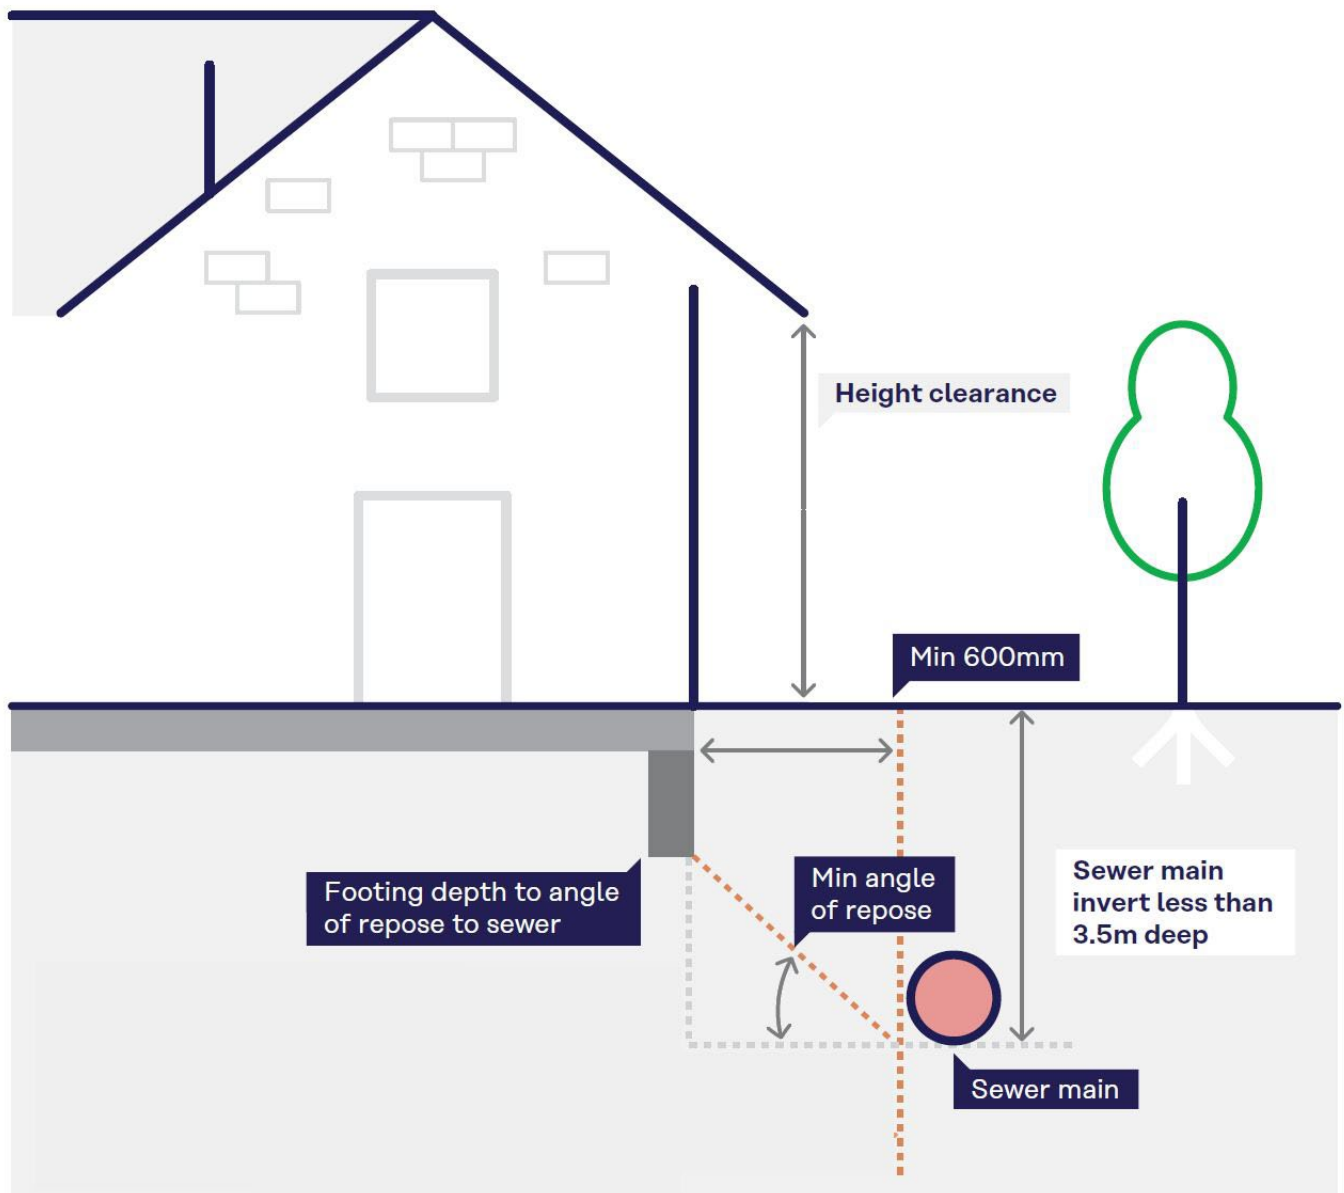 Height clearance
Min 600mm
Footing depth to angle
of repose to sewer
Min angle
of repose
Sewer main
invert less than
3.5m deep
Sewer main